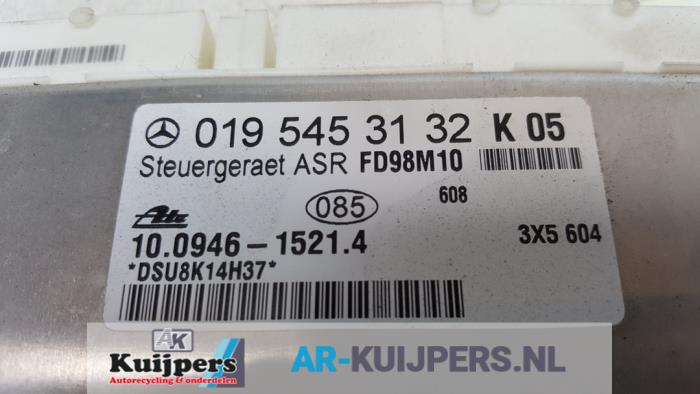 019 545 31 32 K 05
Steuergeraet ASR FD98M10
085
608
Ate
10.0946-1521.4
3X5 604
*DSU8K14H37*
AK
Kuijpers
Autorecycling & onderdelen
AR-KUIJPERS.NL